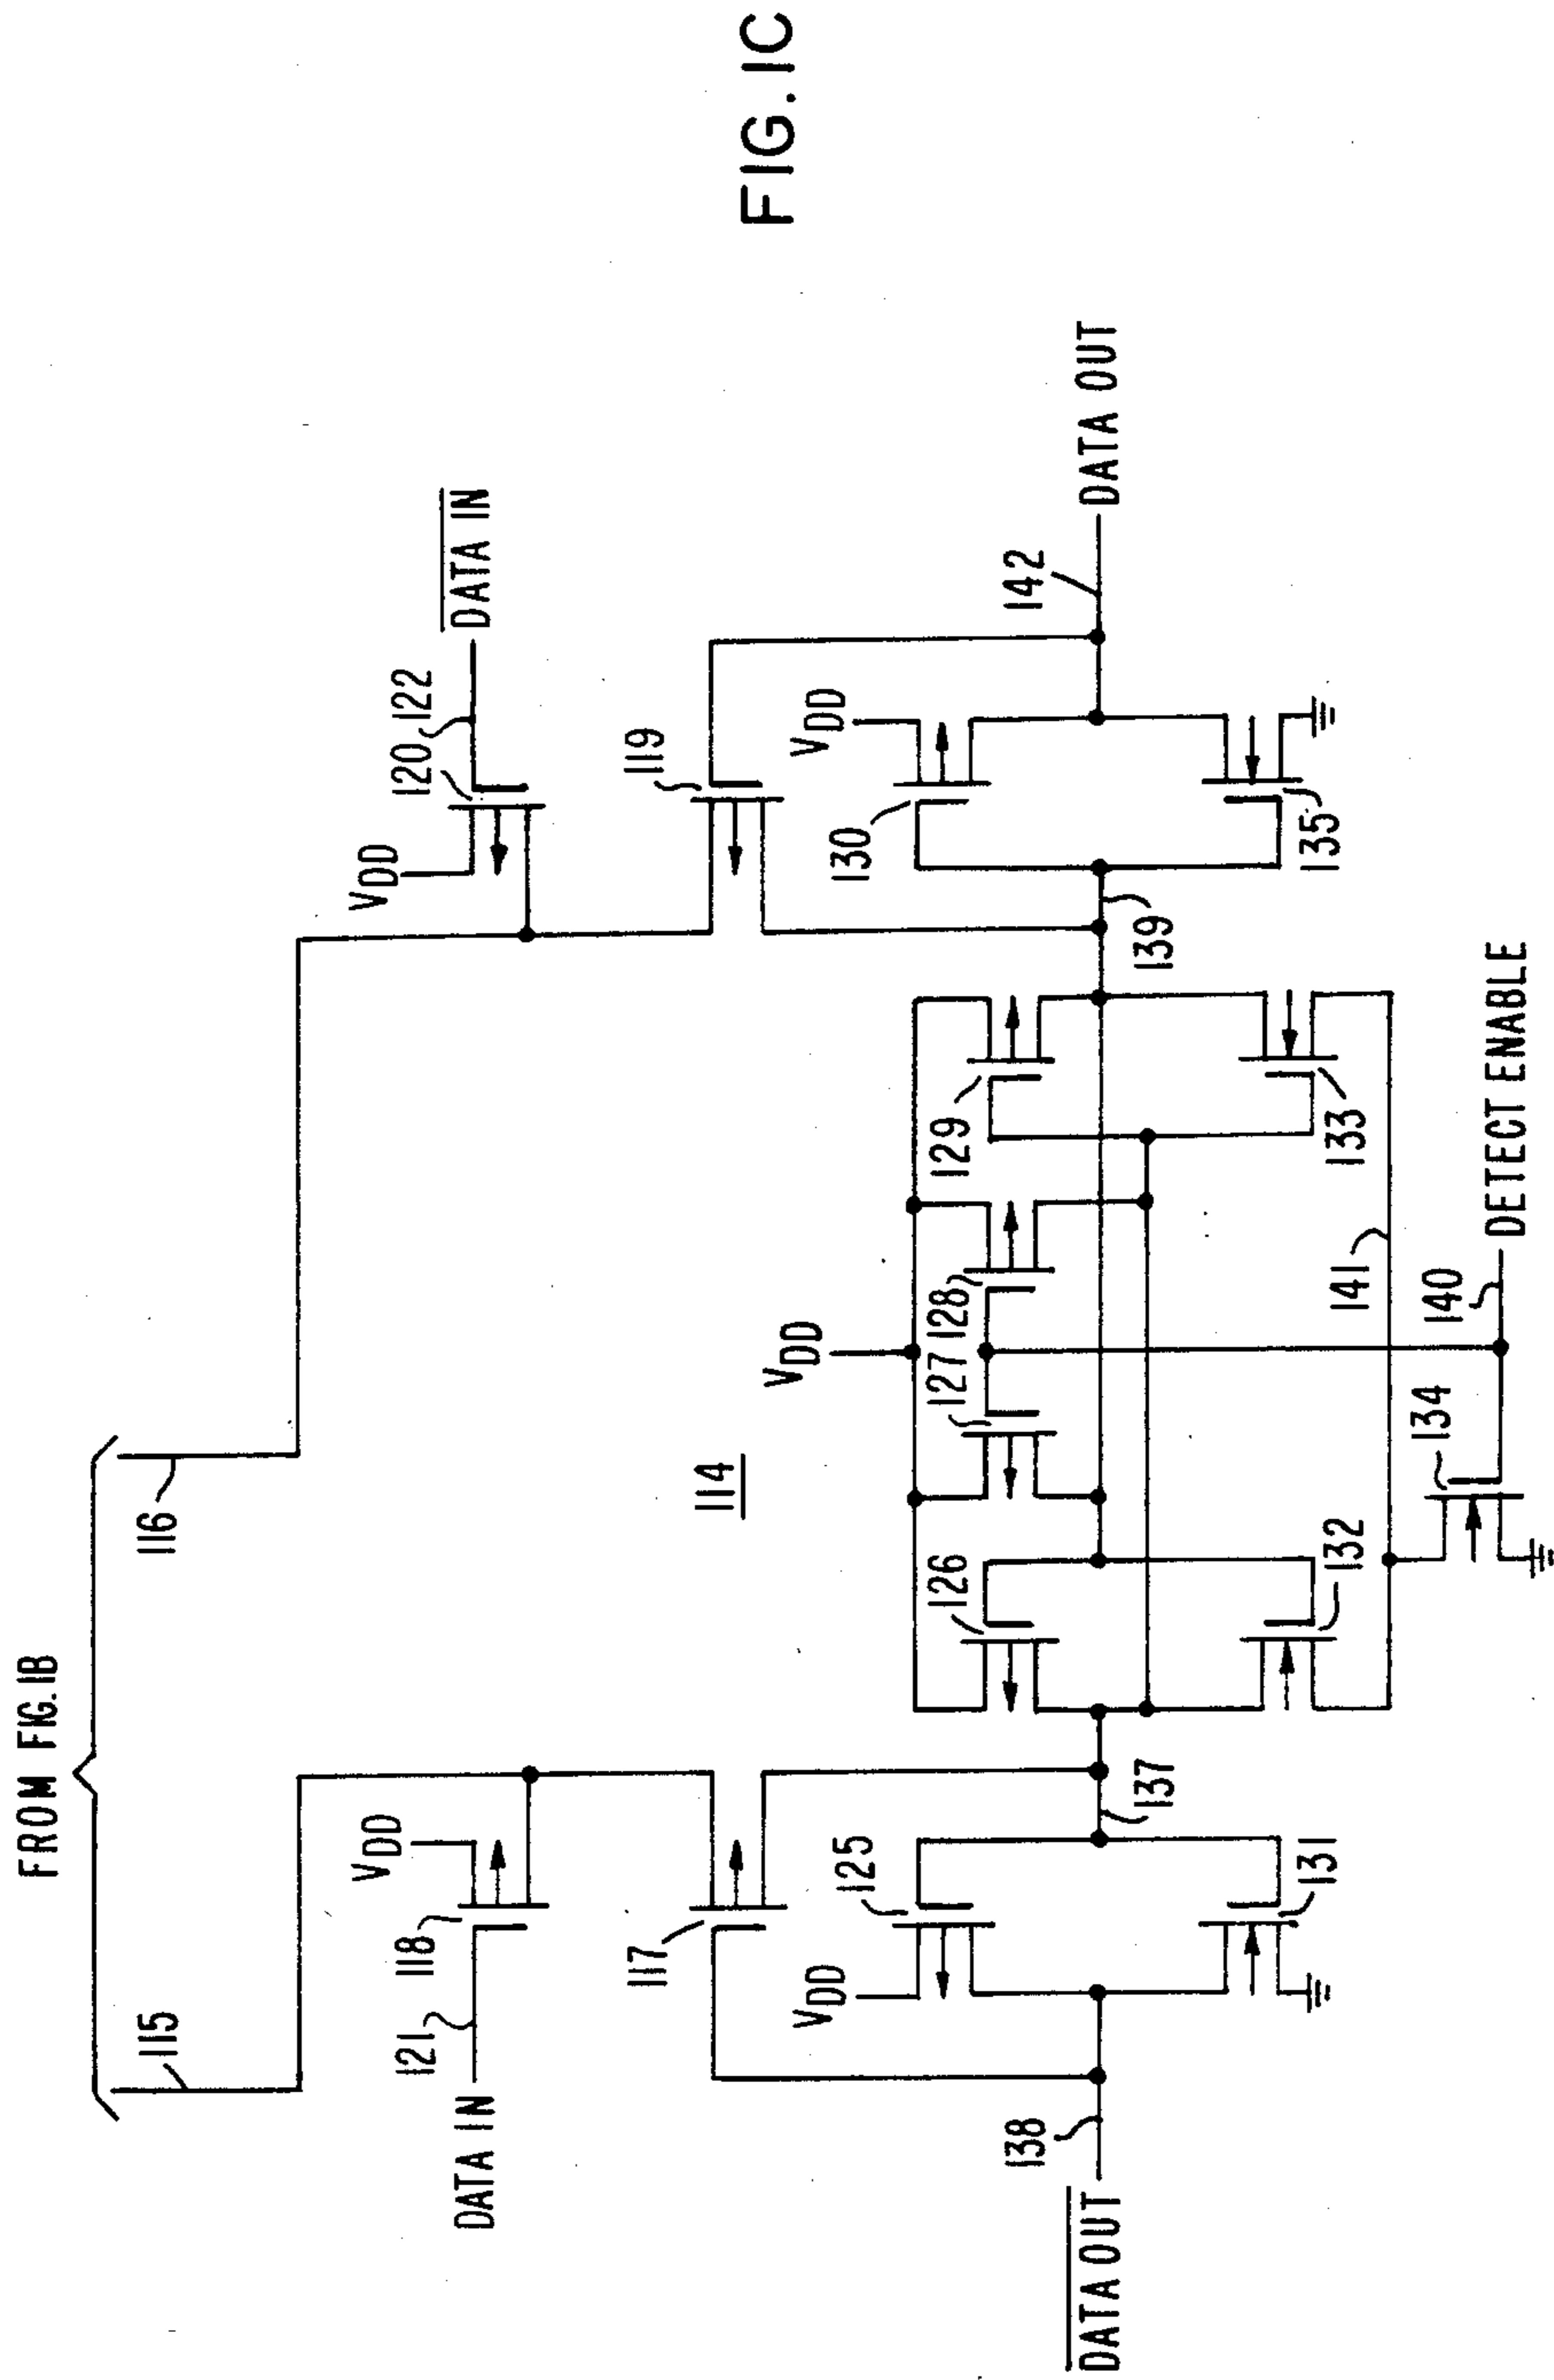 FROM FIG. 1B
115
116
DATA IN
121
118
VDD
VDD
120
122
DATA IN
117
119
114
VDD
125
VDD
126
127
128
129
130
VDD
DATA OUT
138
137
139
142
DATA OUT
131
132
133
135
141
134
140
DETECT ENABLE
FIG. 1C